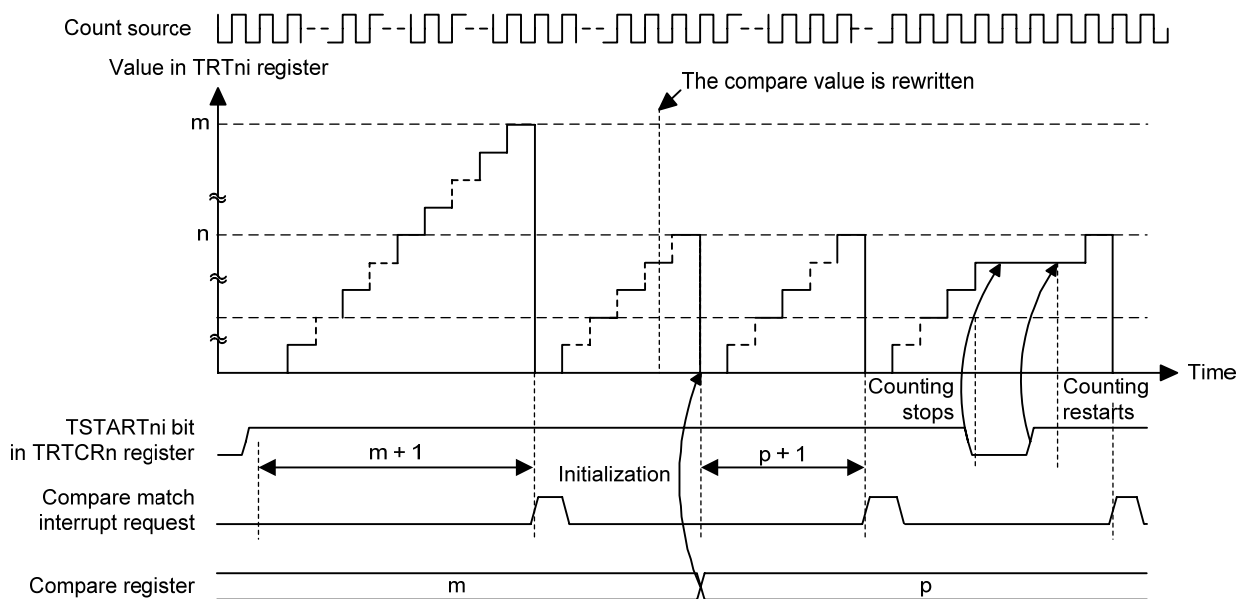 Count source
Value in TRTni register
The compare value is rewritten
m
n
Time
Counting
stops
Counting
restarts
TSTARTni bit
in TRTCRn register
m + 1
Initialization
p + 1
Compare match
interrupt request
Compare register
m
p